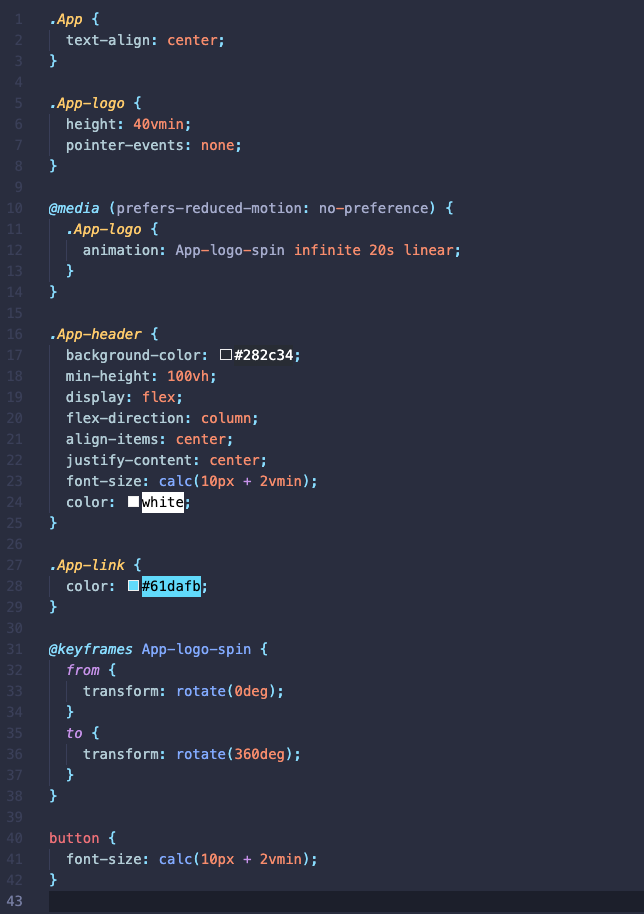 1 .App {
2   text-align: center;
3 }
4
5 .App-logo {
6   height: 40vmin;
7   pointer-events: none;
8 }
9
10 @media (prefers-reduced-motion: no-preference) {
11   .App-logo {
12     animation: App-logo-spin infinite 20s linear;
13   }
14 }
15
16 .App-header {
17   background-color: #282c34;
18   min-height: 100vh;
19   display: flex;
20   flex-direction: column;
21   align-items: center;
22   justify-content: center;
23   font-size: calc(10px + 2vmin);
24   color: white;
25 }
26
27 .App-link {
28   color: #61dafb;
29 }
30
31 @keyframes App-logo-spin {
32   from {
33     transform: rotate(0deg);
34   }
35   to {
36     transform: rotate(360deg);
37   }
38 }
39
40 button {
41   font-size: calc(10px + 2vmin);
42 }
43